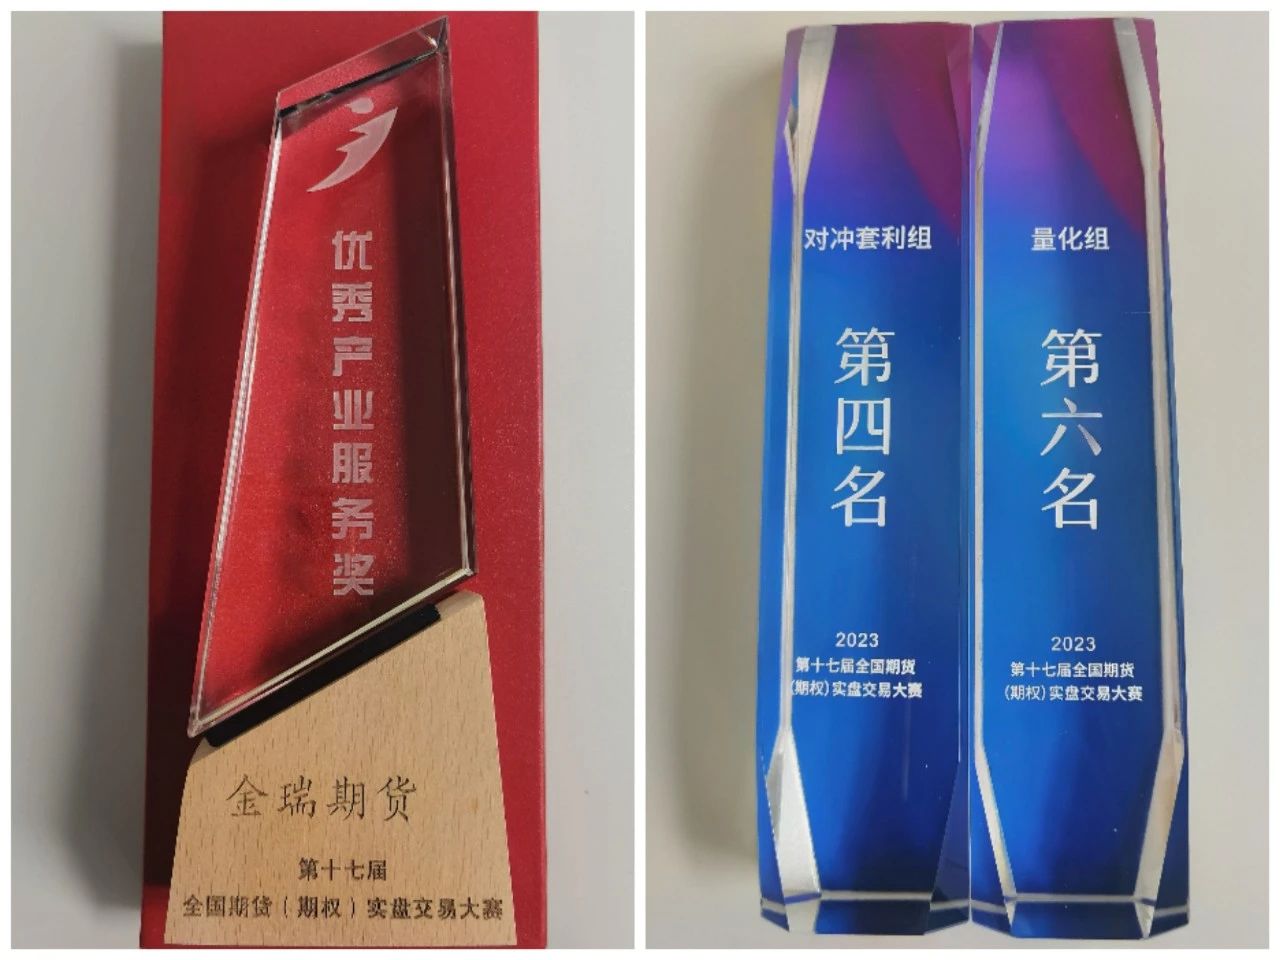 优秀产业服务奖
金瑞期货
第十七届
全国期货（期权）实盘交易大赛
对冲套利组
第四名
2023
第十七届全国期货
(期权)实盘交易大赛
量化组
第六名
2023
第十七届全国期货
(期权)实盘交易大赛